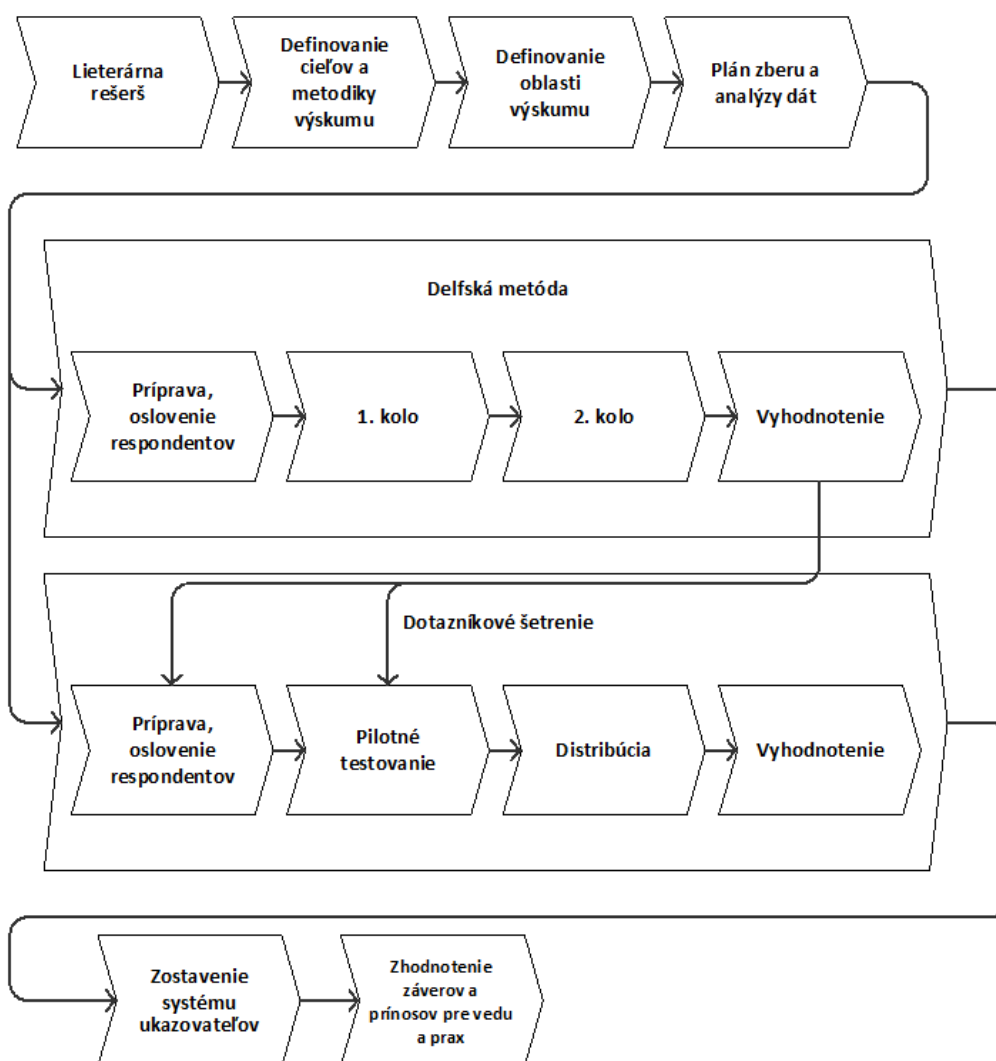 Lieterárna
rešerš
Definovanie
cieľov a
metodiky
výskumu
Definovanie
oblasti
výskumu
Plán zberu a
analýzy dát
Delfská metóda
Príprava,
oslovenie
respondentov
1. kolo
2. kolo
Vyhodnotenie
Dotazníkové šetrenie
Príprava,
oslovenie
respondentov
Pilotné
testovanie
Distribúcia
Vyhodnotenie
Zostavenie
systému
ukazovateľov
Zhodnotenie
záverov a
prínosov pre vedu
a prax